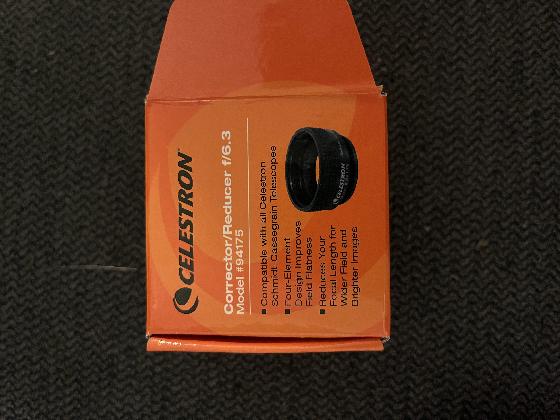 CELESTRON
Corrector/Reducer f/6.3
Model #94175
Compatible with all Celestron
Schmidt-Cassegrain Telescopes
Four-Element
Design Improves
Field Flatness
Reduces Your
Focal Length for
Wider Field and
Brighter Images
CELESTRON